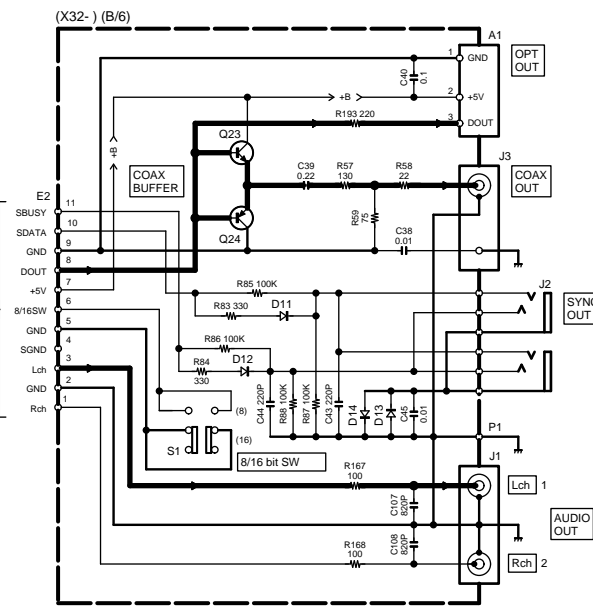 (X32- ) (B/6)
A1
1 GND
OPT
OUT
C40
0.1
+B
2 +5V
R193 220
3 DOUT
Q23
J3
+B
COAX
BUFFER
C39
0.22
R57
130
R58
22
COAX
OUT
E2
SBUSY 11
SDATA 10
GND 9
DOUT 8
+5V 7
8/16SW 6
GND 5
SGND 4
Lch 3
GND 2
Rch 1
Q24
R59
75
C38
0.01
R85 100K
J2
R83 330
D11
SYNC
OUT
R86 100K
R84
330
D12
C44 220P
R88 100K
R87 100K
C43 220P
D14
D13
C45
0.01
(8)
(16)
S1
8/16 bit SW
P1
J1
R167
100
Lch 1
C107
820P
AUDIO
OUT
C108
820P
R168
100
Rch 2